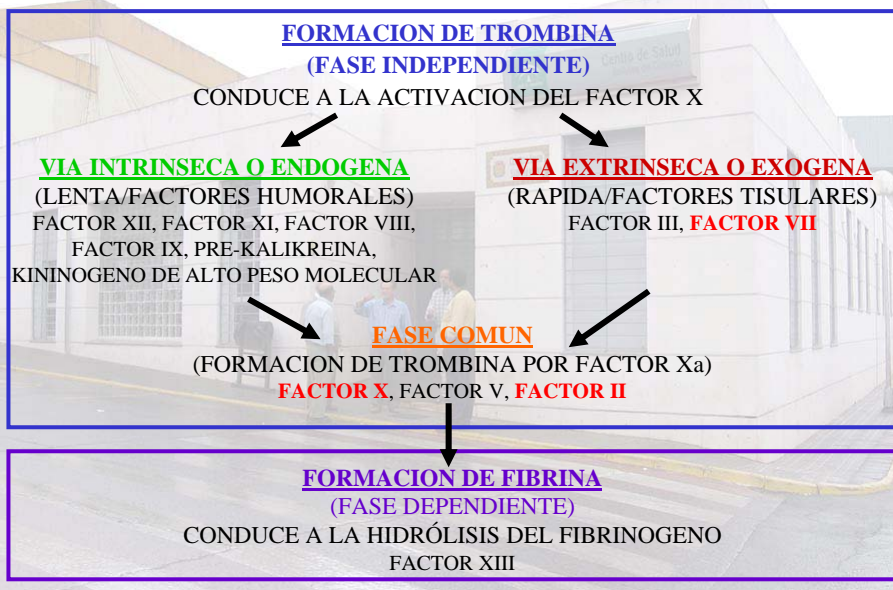 FORMACION DE TROMBINA
(FASE INDEPENDIENTE)
CONDUCE A LA ACTIVACION DEL FACTOR X
VIA INTRINSECA O ENDOGENA
(LENTA/FACTORES HUMORALES)
FACTOR XII, FACTOR XI, FACTOR VIII,
FACTOR IX, PRE-KALIKREINA,
KININOGENO DE ALTO PESO MOLECULAR
VIA EXTRINSECA O EXOGENA
(RAPIDA/FACTORES TISULARES)
FACTOR III, FACTOR VII
FASE COMUN
(FORMACION DE TROMBINA POR FACTOR Xa)
FACTOR X, FACTOR V, FACTOR II
FORMACION DE FIBRINA
(FASE DEPENDIENTE)
CONDUCE A LA HIDRÓLISIS DEL FIBRINOGENO
FACTOR XIII
Centro de Salud